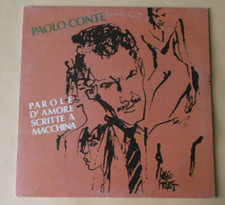 PAOLO CONTE
PAROLE
D'AMORE
SCRITTE A
MACCHINA